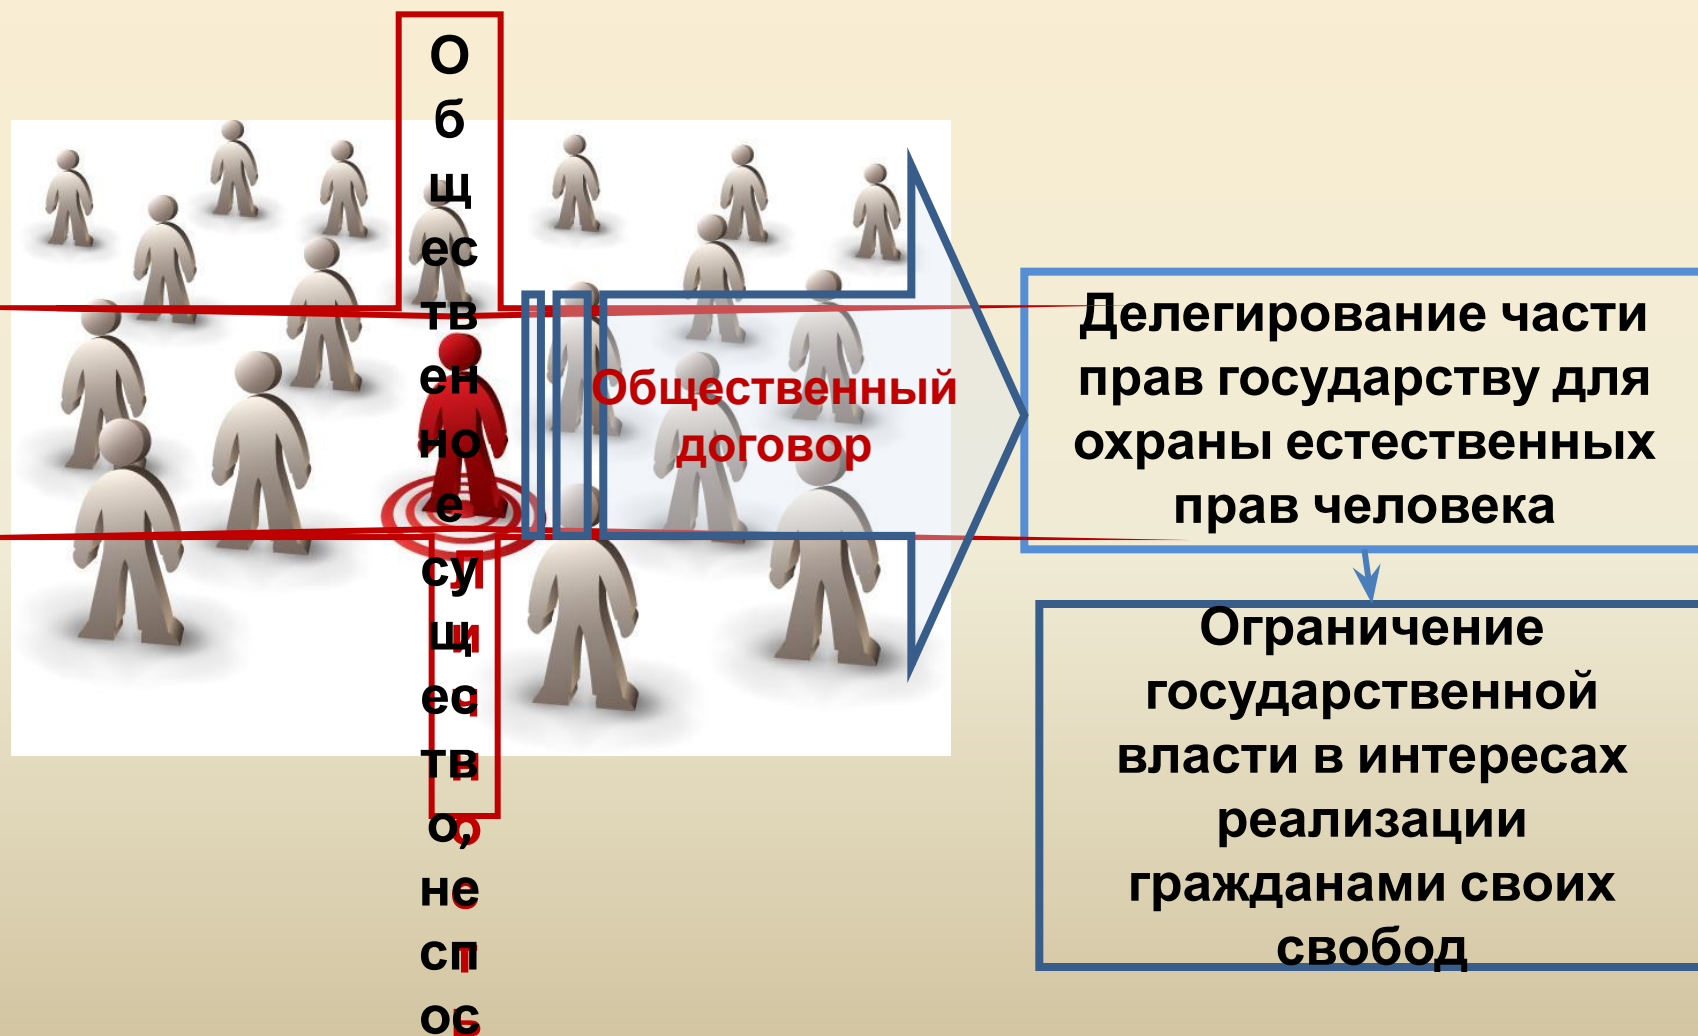 О
б
щ
ес
тв
ен
но
е
су
щ
ес
тв
о,
не
сп
ос
Л
и
ч
н
о
с
т
ь
Общественный
договор
Делегирование части
прав государству для
охраны естественных
прав человека
Ограничение
государственной
власти в интересах
реализации
гражданами своих
свобод